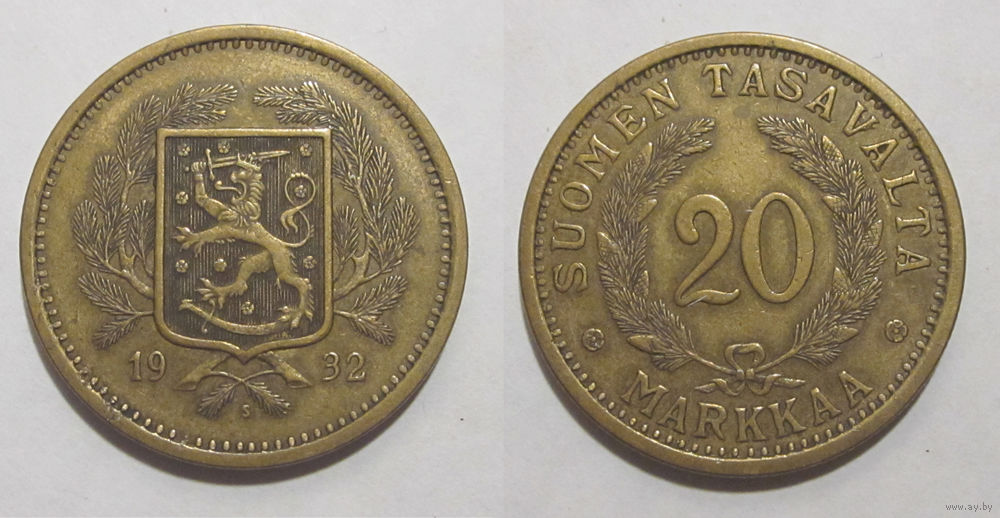 19 32
S
SUOMEN TASAVALTA
20
MARKKAA
www.ay.by